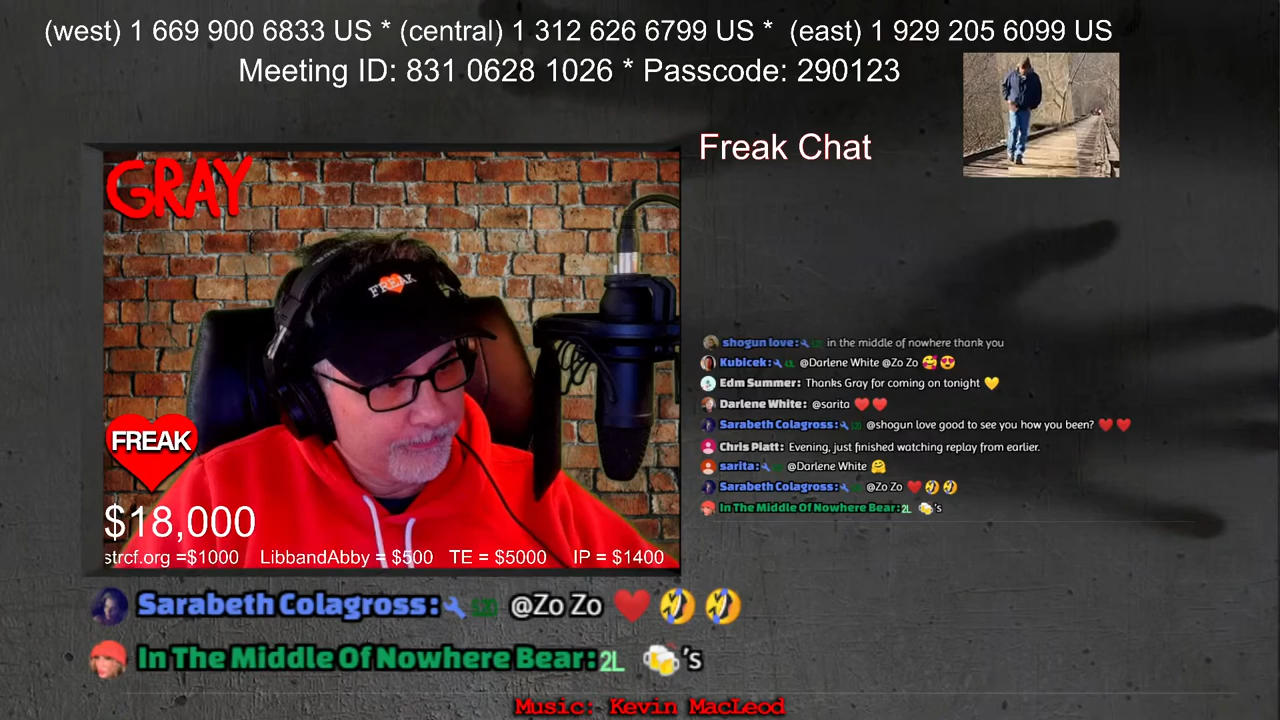 (west) 1 669 900 6833 US * (central) 1 312 626 6799 US * (east) 1 929 205 6099 US
Meeting ID: 831 0628 1026 * Passcode: 290123
Freak Chat
GRAY
FREAK
FREAK
$18,000
strcf.org =$1000 LibbandAbby = $500 TE = $5000 IP = $1400
shogun love: in the middle of nowhere thank you
Kubicek: @Darlene White @Zo Zo 🥰😍
Edm Summer: Thanks Gray for coming on tonight 💛
Darlene White: @sarita ❤️❤️
Sarabeth Colagross: @shogun love good to see you how you been? ❤️❤️
Chris Platt: Evening, just finished watching replay from earlier.
sarita: @Darlene White 🤗
Sarabeth Colagross: @Zo Zo ❤️🤣🤣
In The Middle Of Nowhere Bear: 2L 🍻's
Sarabeth Colagross: @Zo Zo ❤️🤣🤣
In The Middle Of Nowhere Bear: 2L 🍻's
Music: Kevin MacLeod